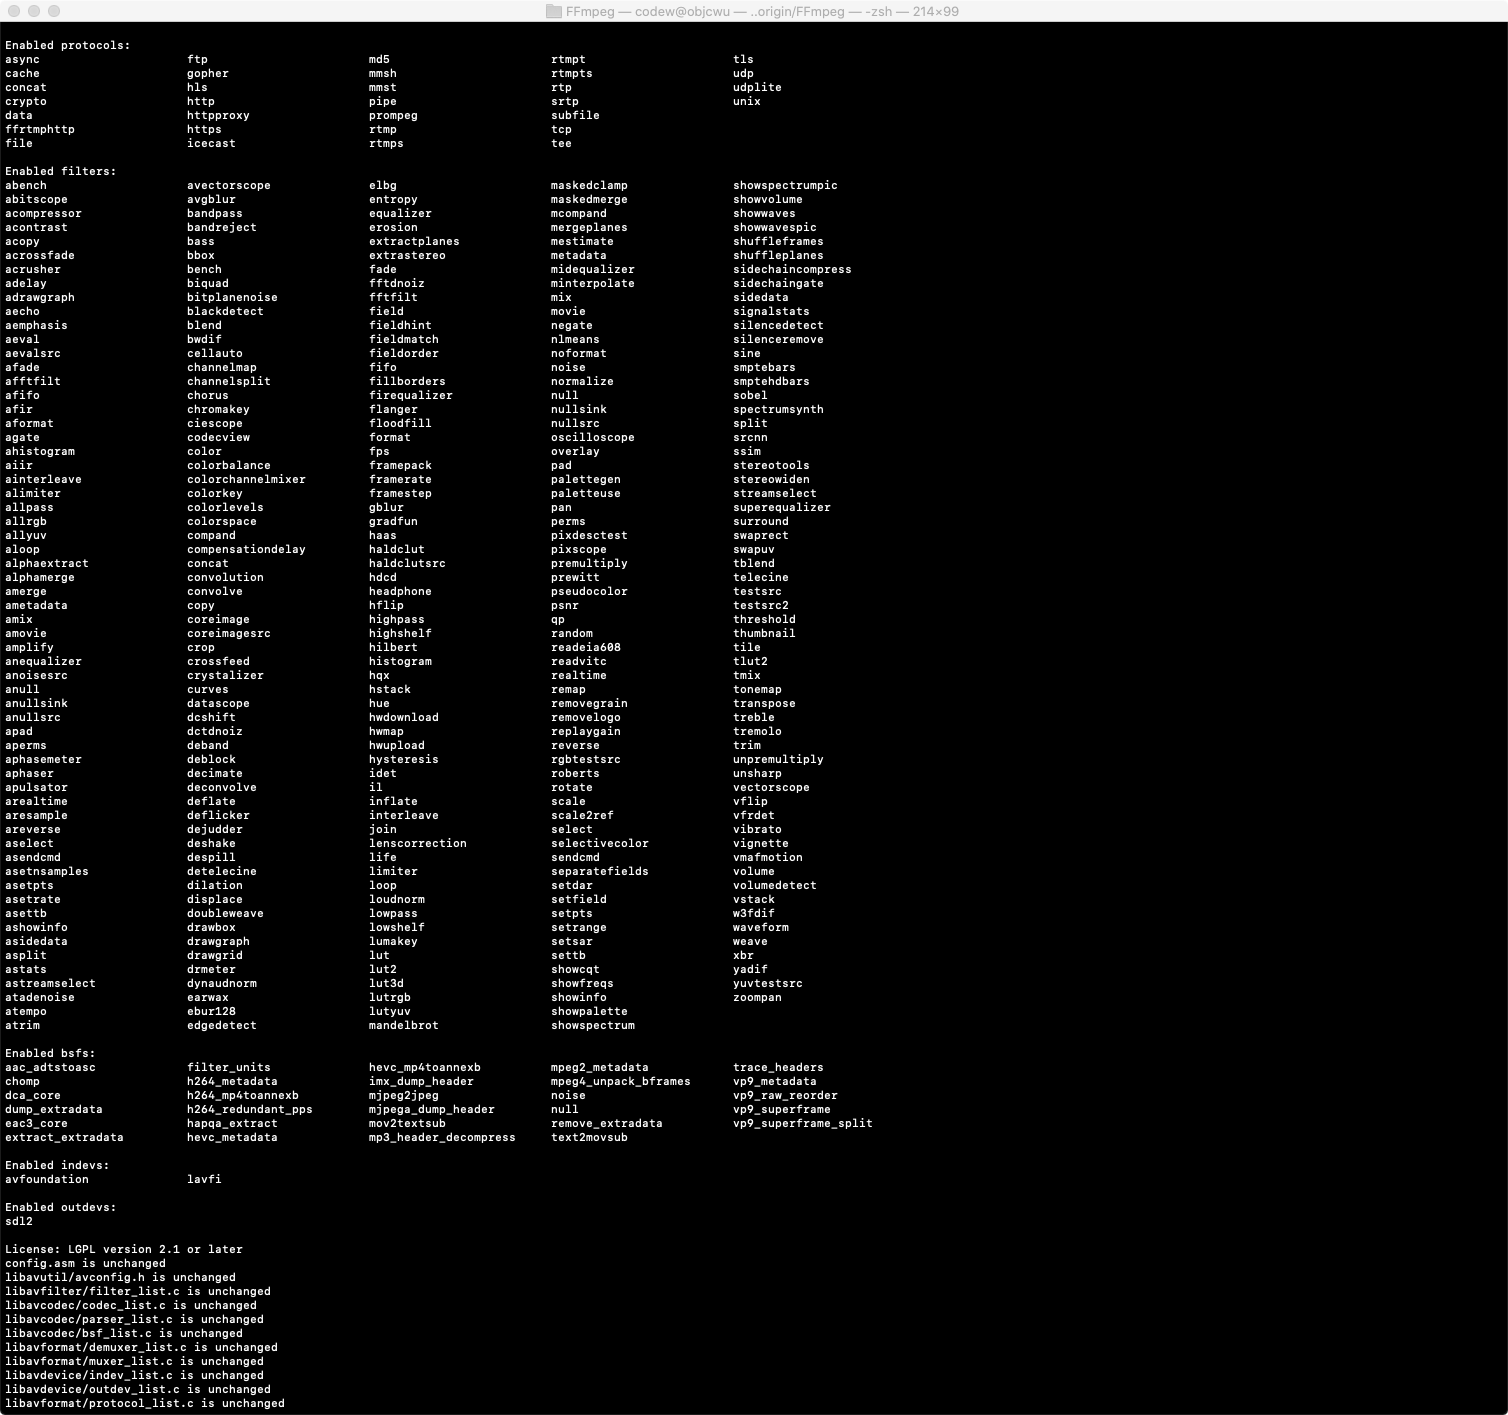 FFmpeg — codew@objcwu — ..origin/FFmpeg — -zsh — 214×99
Enabled protocols:
async ftp md5 rtmpt tls
cache gopher mmsh rtmpts udp
concat hls mmst rtp udplite
crypto http pipe srtp unix
data httpproxy prompeg subfile
ffrtmphttp https rtmp tcp
file icecast rtmps tee
Enabled filters:
abench avectorscope elbg maskedclamp showspectrumpic
abitscope avgblur entropy maskedmerge showvolume
acompressor bandpass equalizer mcompand showwaves
acontrast bandreject erosion mergeplanes showwavespic
acopy bass extractplanes mestimate shuffleframes
acrossfade bbox extrastereo metadata shuffleplanes
acrusher bench fade midequalizer sidechaincompress
adelay biquad fftdnoiz minterpolate sidechaingate
adrawgraph bitplanenoise fftfilt mix sidedata
aecho blackdetect field movie signalstats
aemphasis blend fieldhint negate silencedetect
aeval bwdif fieldmatch nlmeans silenceremove
aevalsrc cellauto fieldorder noformat sine
afade channelmap fifo noise smptebars
afftfilt channelsplit fillborders normalize smptehdbars
afifo chorus firequalizer null sobel
afir chromakey flanger nullsink spectrumsynth
aformat ciescope floodfill nullsrc split
agate codecview format oscilloscope srcnn
ahistogram color fps overlay ssim
aiir colorbalance framepack pad stereotools
ainterleave colorchannelmixer framerate palettegen stereowiden
alimiter colorkey framestep paletteuse streamselect
allpass colorlevels gblur pan superequalizer
allrgb colorspace gradfun perms surround
allyuv compand haas pixdesctest swaprect
aloop compensationdelay haldclut pixscope swapuv
alphaextract concat haldclutsrc premultiply tblend
alphamerge convolution hdcd prewitt telecine
amerge convolve headphone pseudocolor testsrc
ametadata copy hflip psnr testsrc2
amix coreimage highpass qp threshold
amovie coreimagesrc highshelf random thumbnail
amplify crop hilbert readeia608 tile
anequalizer crossfeed histogram readvitc tlut2
anoisesrc crystalizer hqx realtime tmix
anull curves hstack remap tonemap
anullsink datascope hue removegrain transpose
anullsrc dcshift hwdownload removelogo treble
apad dctdnoiz hwmap replaygain tremolo
aperms deband hwupload reverse trim
aphasemeter deblock hysteresis rgbtestsrc unpremultiply
aphaser decimate idet roberts unsharp
apulsator deconvolve il rotate vectorscope
arealtime deflate inflate scale vflip
aresample deflicker interleave scale2ref vfrdet
areverse dejudder join select vibrato
aselect deshake lenscorrection selectivecolor vignette
asendcmd despill life sendcmd vmafmotion
asetnsamples detelecine limiter separatefields volume
asetpts dilation loop setdar volumedetect
asetrate displace loudnorm setfield vstack
asettb doubleweave lowpass setpts w3fdif
ashowinfo drawbox lowshelf setrange waveform
asidedata drawgraph lumakey setsar weave
asplit drawgrid lut settb xbr
astats drmeter lut2 showcqt yadif
astreamselect dynaudnorm lut3d showfreqs yuvtestsrc
atadenoise earwax lutrgb showinfo zoompan
atempo ebur128 lutyuv showpalette
atrim edgedetect mandelbrot showspectrum
Enabled bsfs:
aac_adtstoasc filter_units hevc_mp4toannexb mpeg2_metadata trace_headers
chomp h264_metadata imx_dump_header mpeg4_unpack_bframes vp9_metadata
dca_core h264_mp4toannexb mjpeg2jpeg noise vp9_raw_reorder
dump_extradata h264_redundant_pps mjpega_dump_header null vp9_superframe
eac3_core hapqa_extract mov2textsub remove_extradata vp9_superframe_split
extract_extradata hevc_metadata mp3_header_decompress text2movsub
Enabled indevs:
avfoundation lavfi
Enabled outdevs:
sdl2
License: LGPL version 2.1 or later
config.asm is unchanged
libavutil/avconfig.h is unchanged
libavfilter/filter_list.c is unchanged
libavcodec/codec_list.c is unchanged
libavcodec/parser_list.c is unchanged
libavcodec/bsf_list.c is unchanged
libavformat/demuxer_list.c is unchanged
libavformat/muxer_list.c is unchanged
libavdevice/indev_list.c is unchanged
libavdevice/outdev_list.c is unchanged
libavformat/protocol_list.c is unchanged